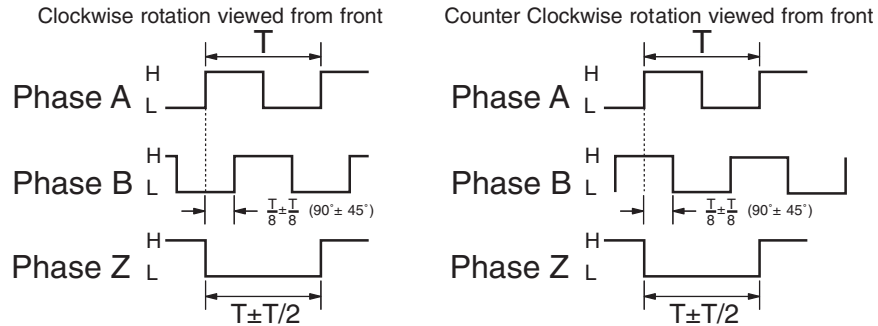 Clockwise rotation viewed from front
T
H
Phase A L
H
Phase B L
T/8±T/8 (90°± 45°)
H
Phase Z L
T±T/2
Counter Clockwise rotation viewed from front
T
H
Phase A L
H
Phase B L
T/8±T/8 (90°± 45°)
H
Phase Z L
T±T/2